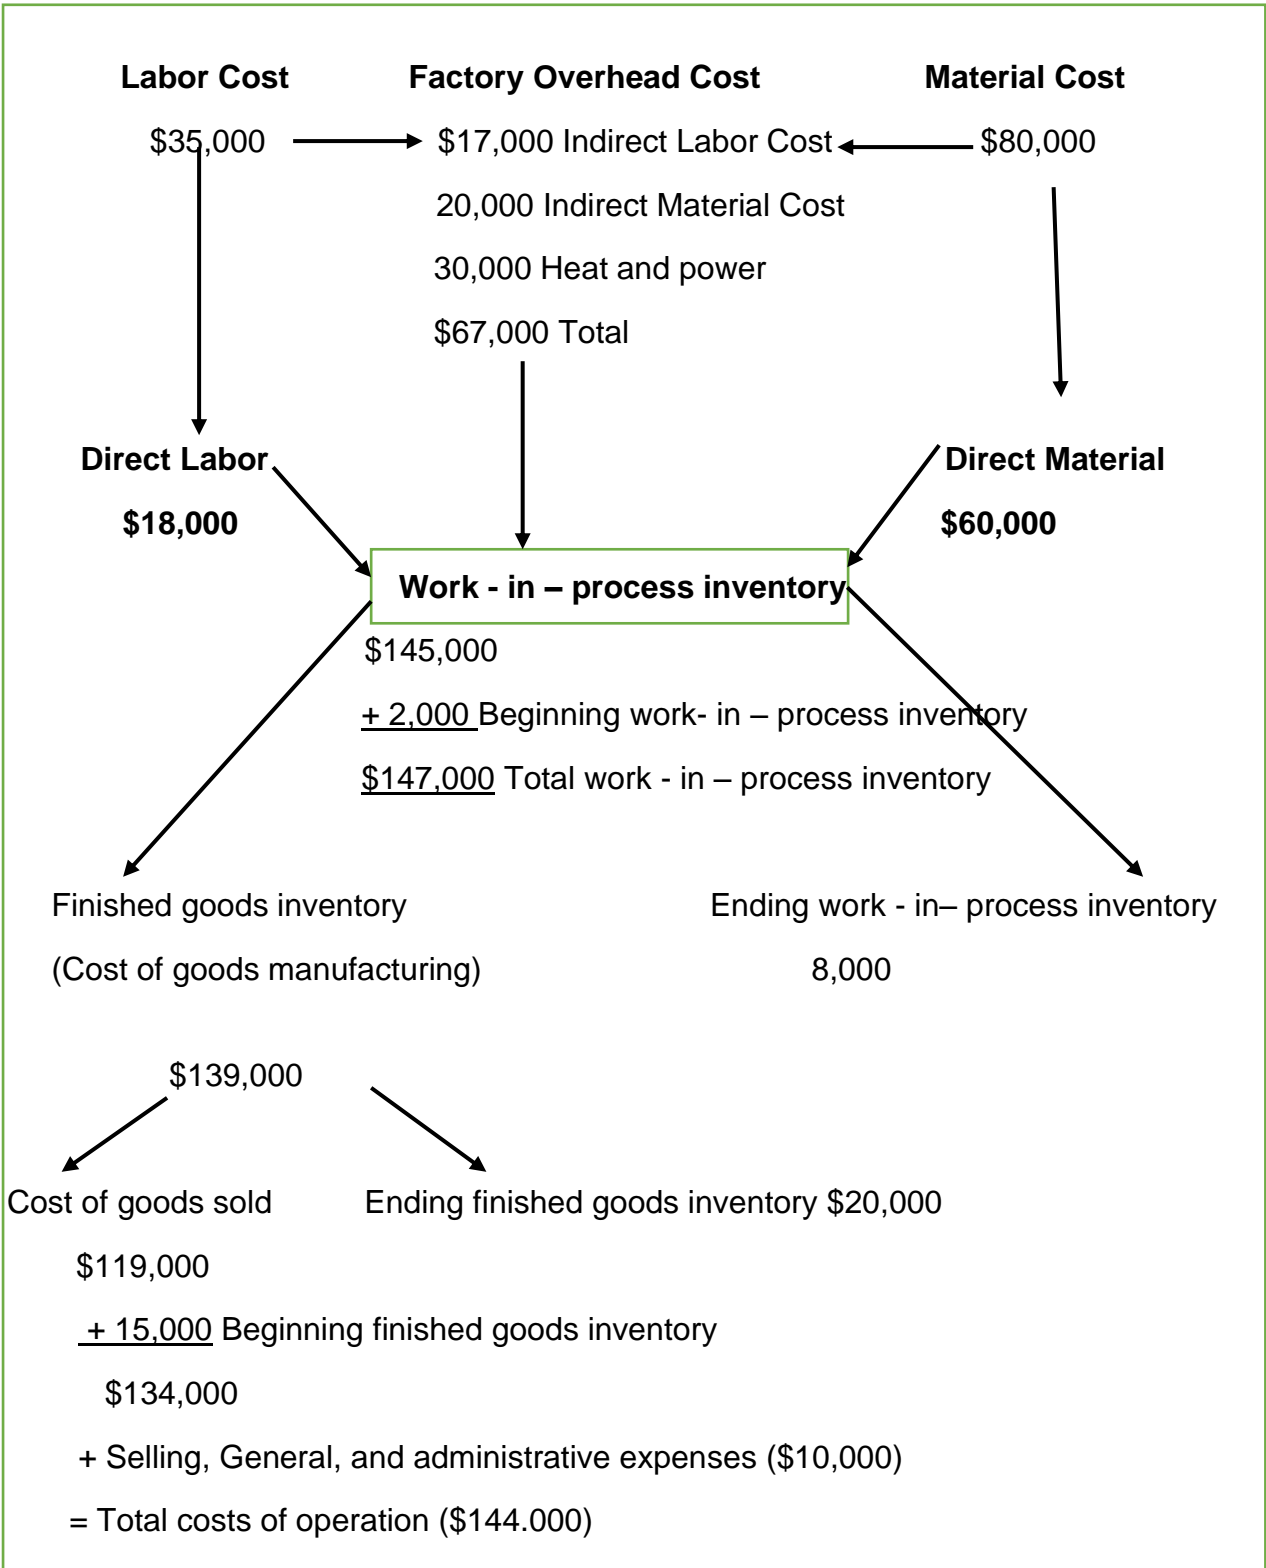 Labor Cost Factory Overhead Cost Material Cost
$35,000 $17,000 Indirect Labor Cost $80,000
20,000 Indirect Material Cost
30,000 Heat and power
$67,000 Total
Direct Labor Direct Material
$18,000 $60,000
Work - in – process inventory
$145,000
+ 2,000 Beginning work- in – process inventory
$147,000 Total work - in – process inventory
Finished goods inventory Ending work - in– process inventory
(Cost of goods manufacturing) 8,000
$139,000
Cost of goods sold Ending finished goods inventory $20,000
$119,000
+ 15,000 Beginning finished goods inventory
$134,000
+ Selling, General, and administrative expenses ($10,000)
= Total costs of operation ($144.000)